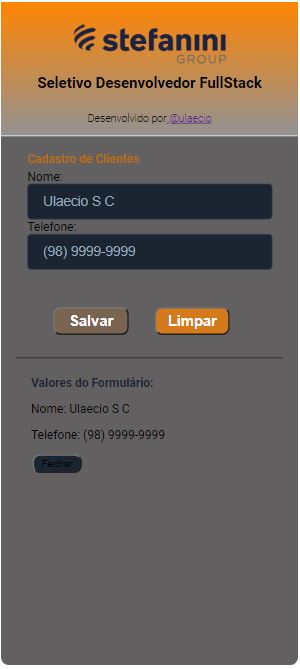 stefanini
GROUP
Seletivo Desenvolvedor FullStack
Desenvolvido por @ulaecio
Cadastro de Clientes
Nome:
Ulaecio S C
Telefone:
(98) 9999-9999
Salvar Limpar
Valores do Formulário:
Nome: Ulaecio S C
Telefone: (98) 9999-9999
Fechar